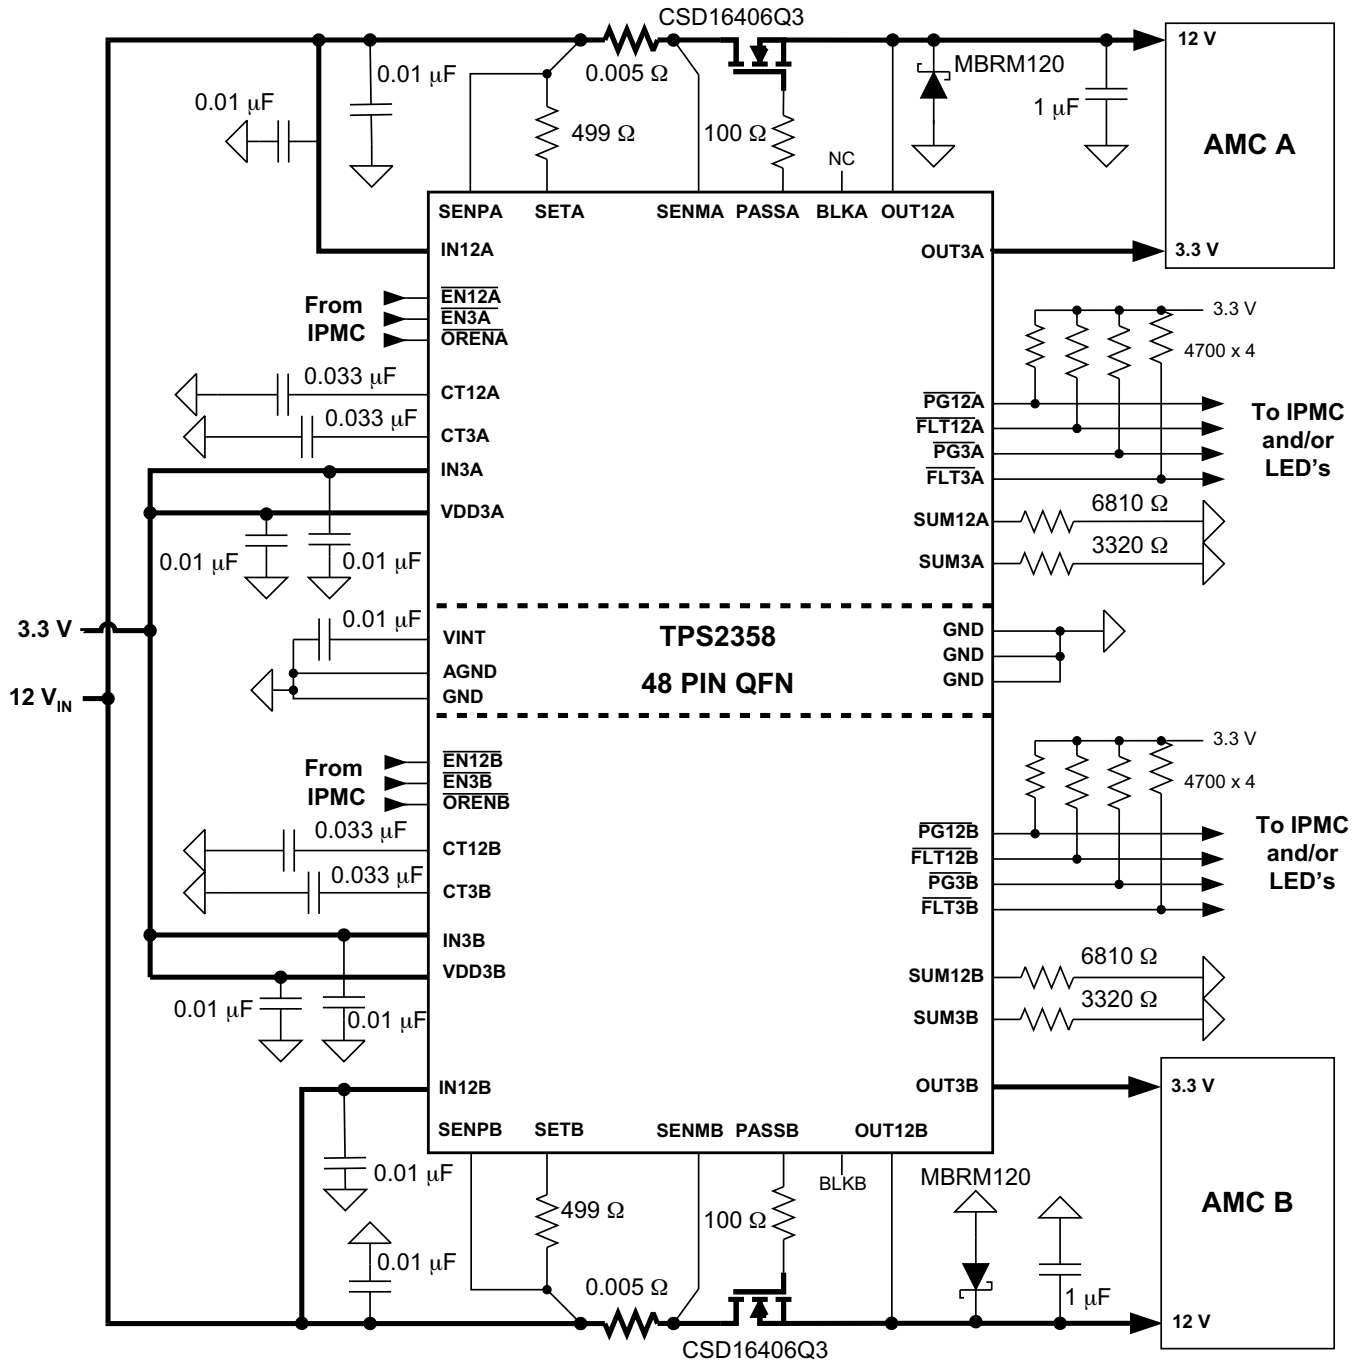 CSD16406Q3
12 V
0.01 μF
0.005 Ω
MBRM120
0.01 μF
499 Ω
100 Ω
1 μF
AMC A
NC
SENPA
SETA
SENMA
PASSA
BLKA
OUT12A
IN12A
OUT3A
3.3 V
From
IPMC
EN12A
EN3A
ORENA
3.3 V
4700 x 4
0.033 μF
CT12A
0.033 μF
CT3A
PG12A
FLT12A
PG3A
FLT3A
To IPMC
and/or
LED's
IN3A
VDD3A
0.01 μF
0.01 μF
SUM12A
6810 Ω
SUM3A
3320 Ω
3.3 V
12 VIN
0.01 μF
VINT
AGND
GND
TPS2358
48 PIN QFN
GND
GND
GND
From
IPMC
EN12B
EN3B
ORENB
3.3 V
4700 x 4
0.033 μF
CT12B
0.033 μF
CT3B
PG12B
FLT12B
PG3B
FLT3B
To IPMC
and/or
LED's
IN3B
VDD3B
0.01 μF
0.01 μF
SUM12B
6810 Ω
SUM3B
3320 Ω
IN12B
OUT3B
3.3 V
SENPB
SETB
SENMB
PASSB
OUT12B
0.01 μF
BLKB
MBRM120
499 Ω
100 Ω
AMC B
0.01 μF
0.005 Ω
1 μF
12 V
CSD16406Q3